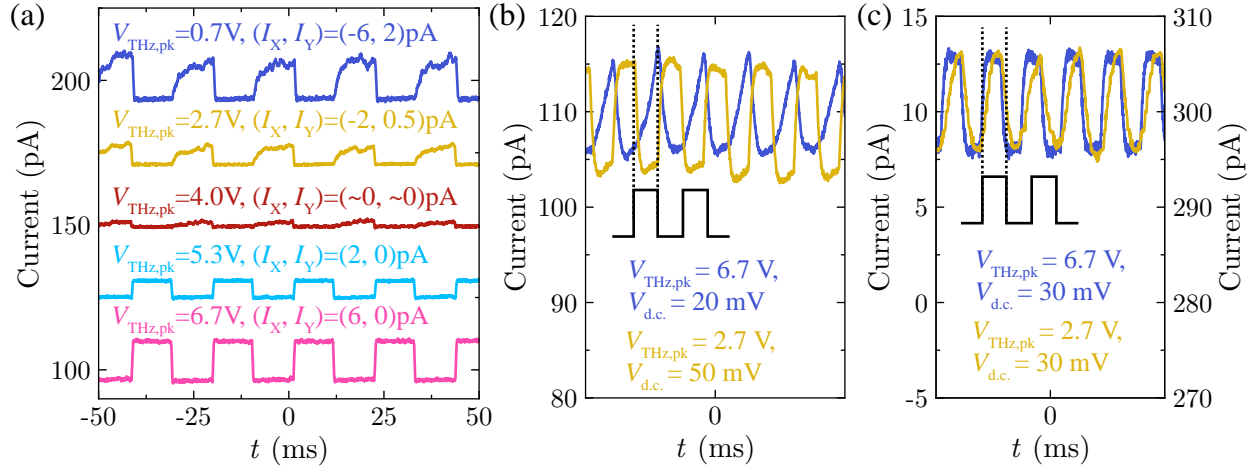 (a)
V_THz,pk=0.7V, (I_X, I_Y)=(-6, 2)pA
V_THz,pk=2.7V, (I_X, I_Y)=(-2, 0.5)pA
V_THz,pk=4.0V, (I_X, I_Y)=(~0, ~0)pA
V_THz,pk=5.3V, (I_X, I_Y)=(2, 0)pA
V_THz,pk=6.7V, (I_X, I_Y)=(6, 0)pA
Current (pA)
200
150
100
-50
-25
0
25
50
t (ms)
(b)
Current (pA)
120
115
110
105
100
95
90
85
80
V_THz,pk = 6.7 V,
V_d.c. = 20 mV
V_THz,pk = 2.7 V,
V_d.c. = 50 mV
0
t (ms)
(c)
Current (pA)
15
10
5
0
-5
V_THz,pk = 6.7 V,
V_d.c. = 30 mV
V_THz,pk = 2.7 V,
V_d.c. = 30 mV
0
t (ms)
310
300
290
280
270
Current (pA)